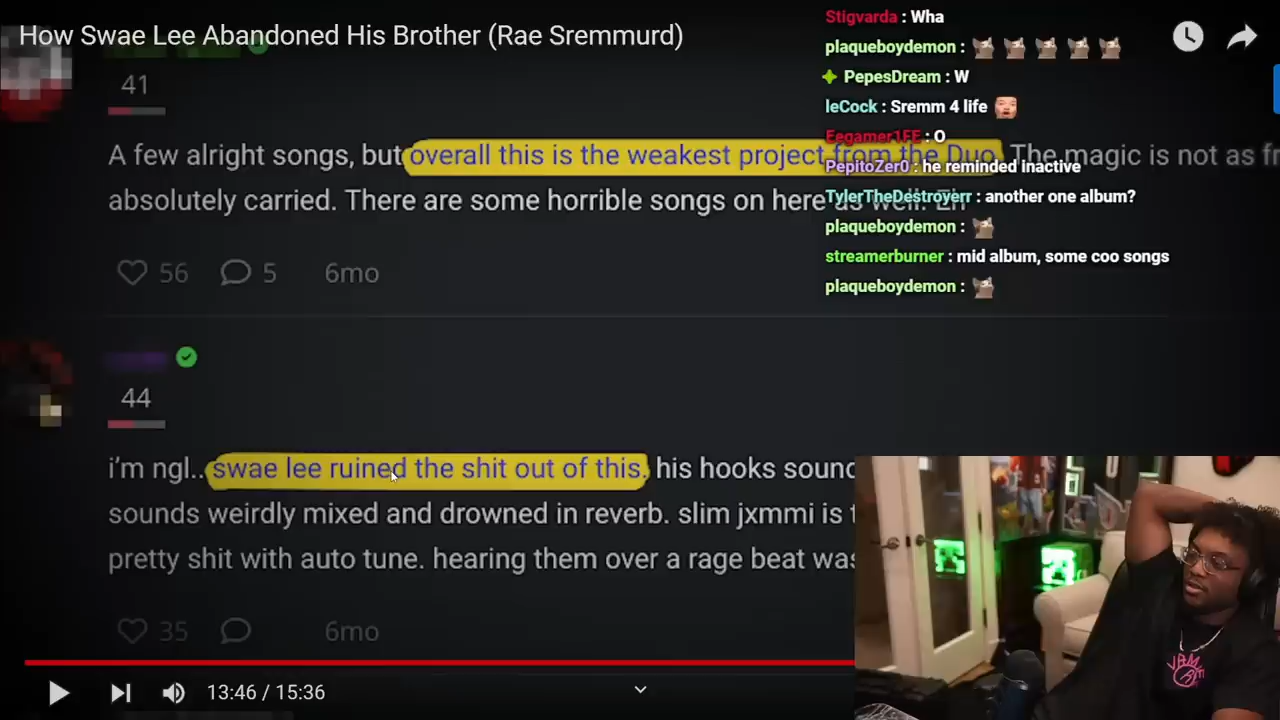 How Swae Lee Abandoned His Brother (Rae Sremmurd)
Stigvarda : Wha
plaqueboydemon :
PepesDream : W
leCock : Sremm 4 life
Eegamer1FE : O
PepitoZer0 : he reminded inactive
TylerTheDestroyerr : another one album?
plaqueboydemon :
streamerburner : mid album, some coo songs
plaqueboydemon :
41
A few alright songs, but overall this is the weakest project from the Duo. The magic is not as fr
absolutely carried. There are some horrible songs on here as well. Eh
56 5 6mo
44
i'm ngl.. swae lee ruined the shit out of this. his hooks sound
sounds weirdly mixed and drowned in reverb. slim jxmmi is t
pretty shit with auto tune. hearing them over a rage beat was
35 6mo
13:46 / 15:36